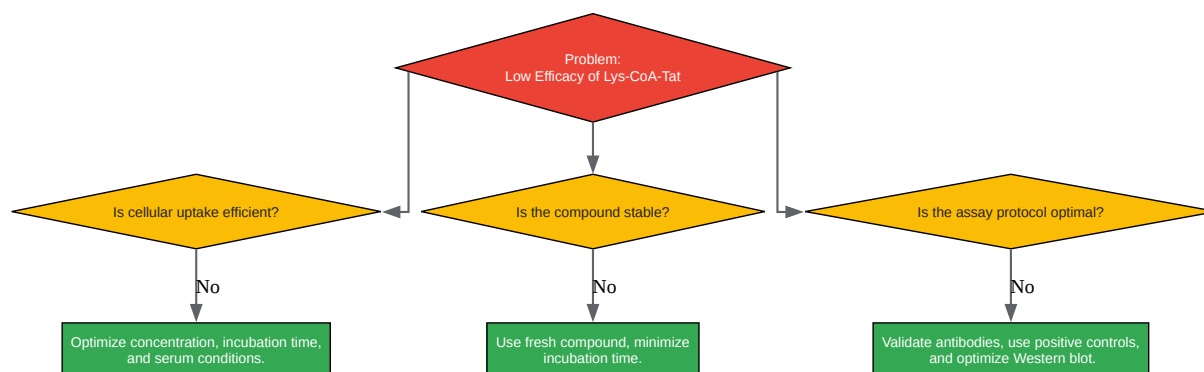 Problem:
Low Efficacy of Lys-CoA-Tat
Is cellular uptake efficient?
Is the compound stable?
Is the assay protocol optimal?
No
No
No
Optimize concentration, incubation time,
and serum conditions.
Use fresh compound, minimize
incubation time.
Validate antibodies, use positive controls,
and optimize Western blot.